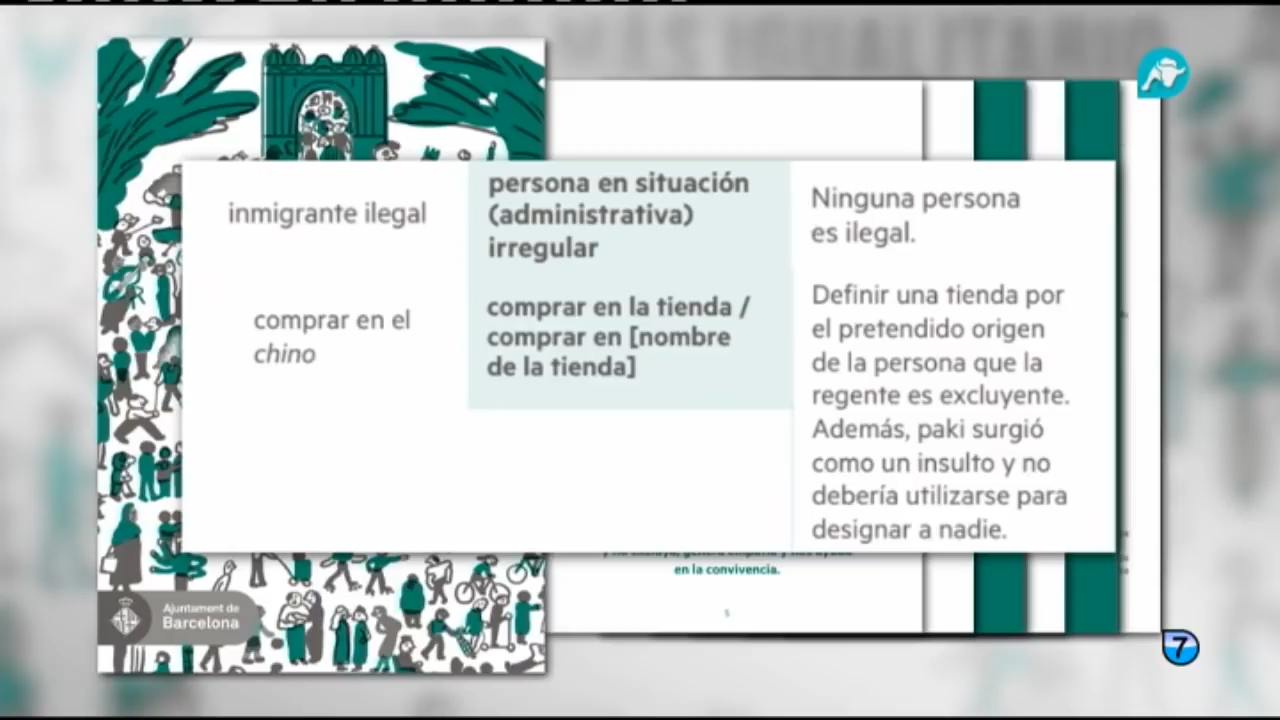 MÁS IGUALITARIO
inmigrante ilegal
persona en situación
(administrativa)
irregular
Ninguna persona
es ilegal.
comprar en el
chino
comprar en la tienda /
comprar en [nombre
de la tienda]
Definir una tienda por
el pretendido origen
de la persona que la
regente es excluyente.
Además, paki surgió
como un insulto y no
debería utilizarse para
designar a nadie.
en la convivencia.
5
Ajuntament de
Barcelona
7